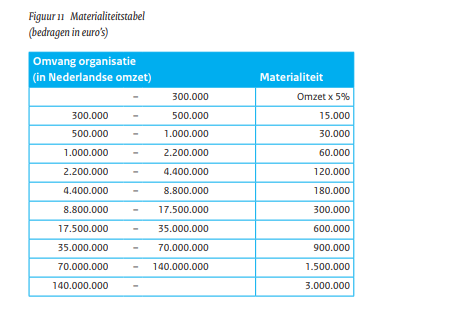 Figuur 11 Materialiteitstabel
(bedragen in euro's)
Omvang organisatie
(in Nederlandse omzet) Materialiteit
– 300.000 Omzet x 5%
300.000 – 500.000 15.000
500.000 – 1.000.000 30.000
1.000.000 – 2.200.000 60.000
2.200.000 – 4.400.000 120.000
4.400.000 – 8.800.000 180.000
8.800.000 – 17.500.000 300.000
17.500.000 – 35.000.000 600.000
35.000.000 – 70.000.000 900.000
70.000.000 – 140.000.000 1.500.000
140.000.000 – 3.000.000